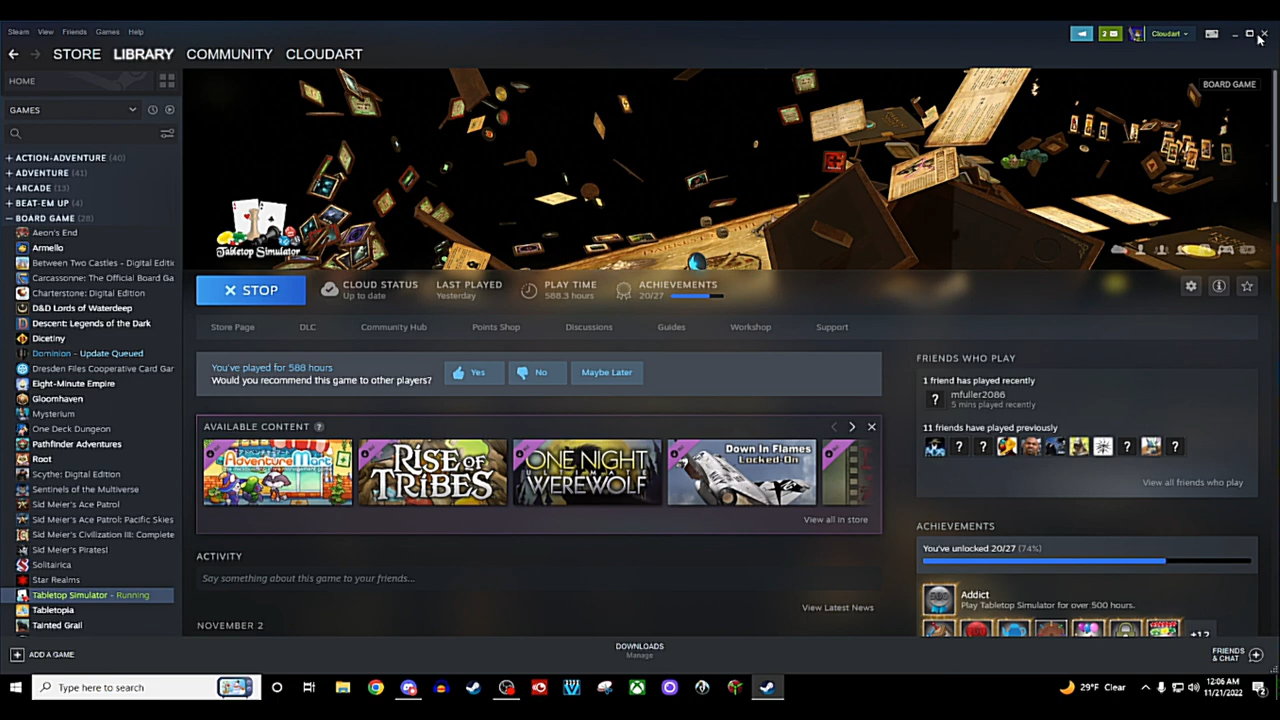 Steam View Friends Games Help
2 Cloudart
STORE LIBRARY COMMUNITY CLOUDART
HOME
BOARD GAME
GAMES
ACTION-ADVENTURE (40)
ADVENTURE (41)
ARCADE (13)
BEAT-EM UP (4)
BOARD GAME (28)
Aeon's End
Armello
Between Two Castles - Digital Editi
Carcassonne: The Official Board Ga
Charterstone: Digital Edition
D&D Lords of Waterdeep
Descent: Legends of the Dark
Dicetiny
Dominion - Update Queued
Dresden Files Cooperative Card Gar
Eight-Minute Empire
Gloomhaven
Mysterium
One Deck Dungeon
Pathfinder Adventures
Root
Scythe: Digital Edition
Sentinels of the Multiverse
Sid Meier's Ace Patrol
Sid Meier's Ace Patrol: Pacific Skies
Sid Meier's Civilization III: Complete
Sid Meier's Pirates!
Solitairica
Star Realms
Tabletop Simulator - Running
Tabletopia
Tainted Grail
Tabletop Simulator
STOP
CLOUD STATUS
Up to date
LAST PLAYED
Yesterday
PLAY TIME
588.3 hours
ACHIEVEMENTS
20/27
Store Page DLC Community Hub Points Shop Discussions Guides Workshop Support
You've played for 588 hours
Would you recommend this game to other players?
Yes No Maybe Later
AVAILABLE CONTENT ?
ADVENTUREMART
RISE OF TRIBES
ONE NIGHT ULTIMATE WEREWOLF
Down In Flames
Locked-On
View all in store
ACTIVITY
Say something about this game to your friends...
View Latest News
NOVEMBER 2
FRIENDS WHO PLAY
1 friend has played recently
mfuller2086
5 mins played recently
11 friends have played previously
View all friends who play
ACHIEVEMENTS
You've unlocked 20/27 (74%)
Addict
Play Tabletop Simulator for over 500 hours.
+12
ADD A GAME
DOWNLOADS
Manage
FRIENDS
& CHAT
Type here to search
29°F Clear
12:06 AM
11/21/2022
2